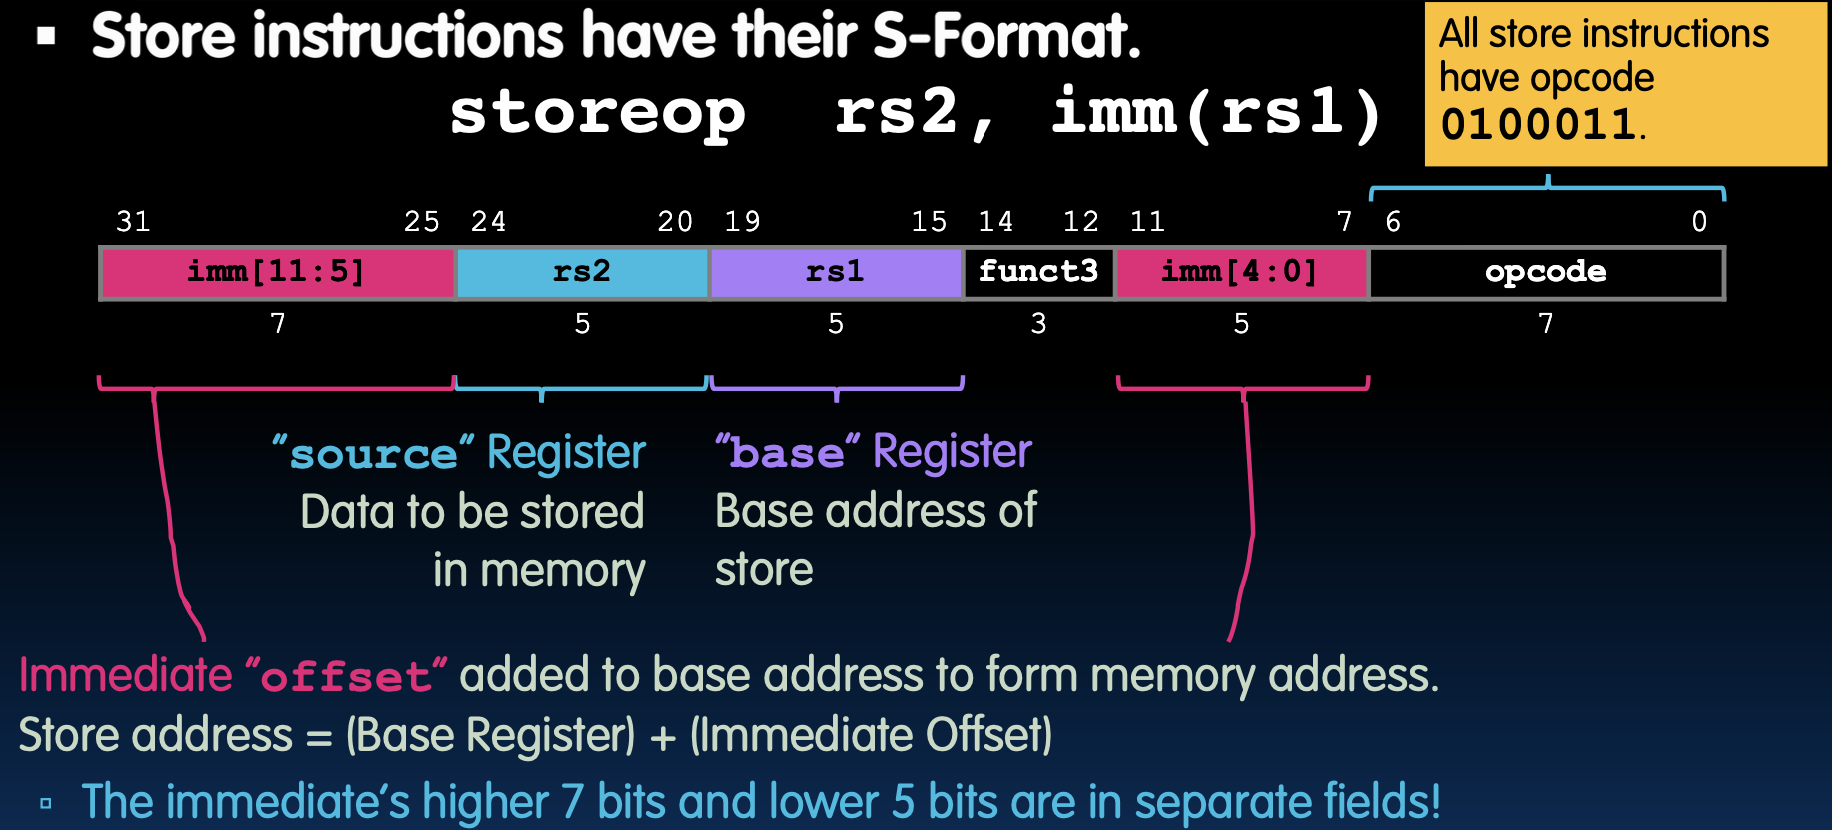 ▪ Store instructions have their S-Format.
storeop rs2, imm(rs1)
All store instructions
have opcode
0100011.
31 25 24 20 19 15 14 12 11 7 6 0
imm[11:5] rs2 rs1 funct3 imm[4:0] opcode
7 5 5 3 5 7
"source" Register
Data to be stored
in memory
"base" Register
Base address of
store
Immediate "offset" added to base address to form memory address.
Store address = (Base Register) + (Immediate Offset)
▫ The immediate's higher 7 bits and lower 5 bits are in separate fields!